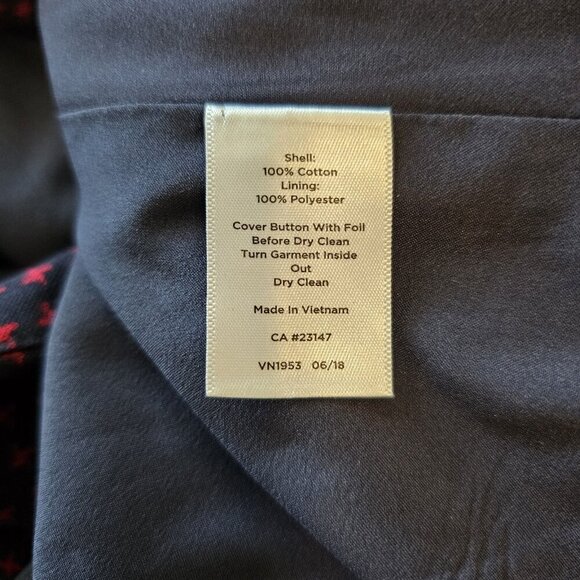 Shell:
100% Cotton
Lining:
100% Polyester
Cover Button With Foil
Before Dry Clean
Turn Garment Inside
Out
Dry Clean
Made In Vietnam
CA #23147
VN1953 06/18